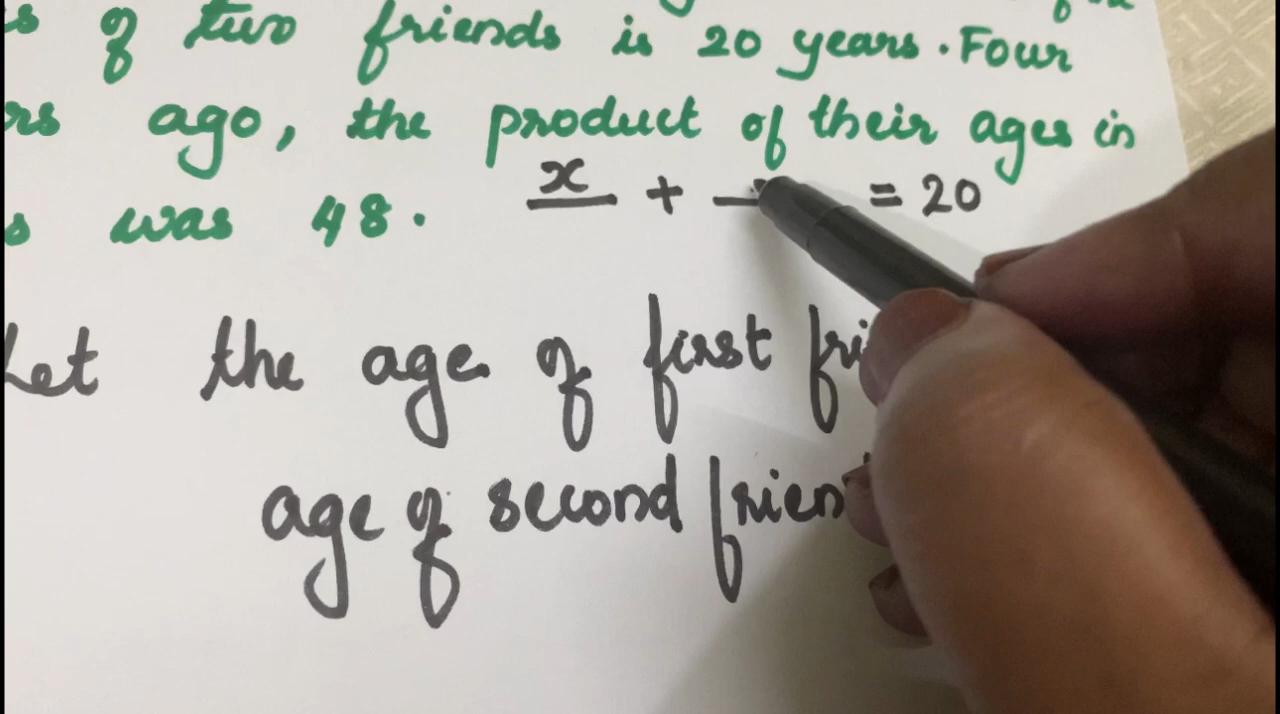 of two friends is 20 years. Four
ago, the product of their ages in
was 48. x + = 20
Let the age of first
age of second